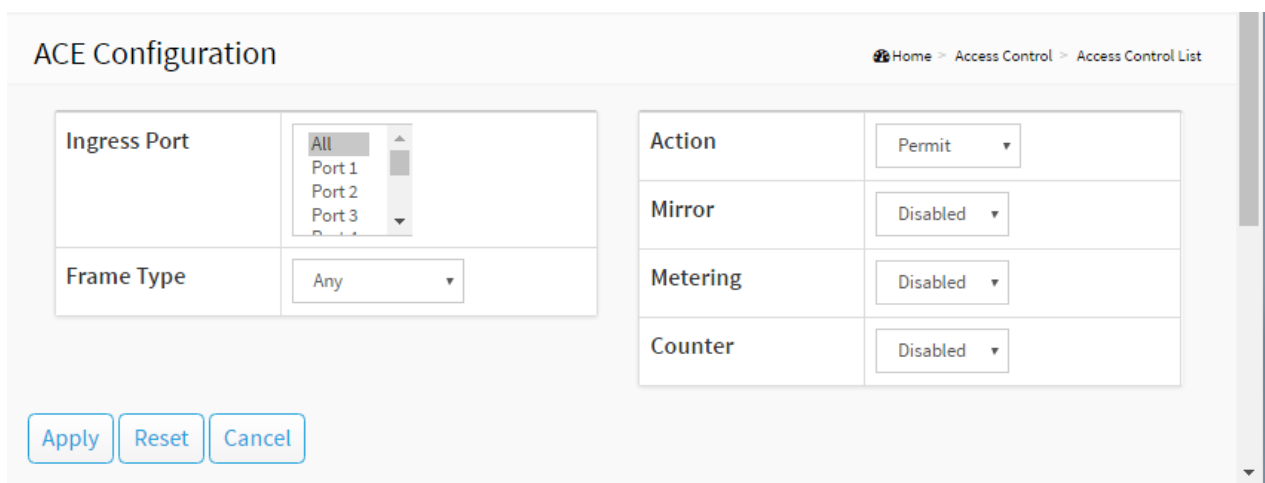 ACE Configuration
Home > Access Control > Access Control List
Ingress Port
All
Port 1
Port 2
Port 3
Frame Type
Any
Action
Permit
Mirror
Disabled
Metering
Disabled
Counter
Disabled
Apply
Reset
Cancel